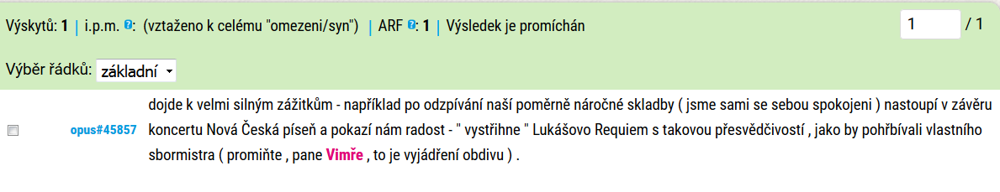 Výskytů: 1 | i.p.m. ?: (vztaženo k celému "omezeni/syn") | ARF ?: 1 | Výsledek je promíchán 1 / 1
Výběr řádků: základní
dojde k velmi silným zážitkům - například po odzpívání naší poměrně náročné skladby ( jsme sami se sebou spokojeni ) nastoupí v závěru
opus#45857 koncertu Nová Česká píseň a pokazí nám radost - " vystřihne " Lukášovo Requiem s takovou přesvědčivostí , jako by pohřbívali vlastního
sbormistra ( promiňte , pane Vimře , to je vyjádření obdivu ) .